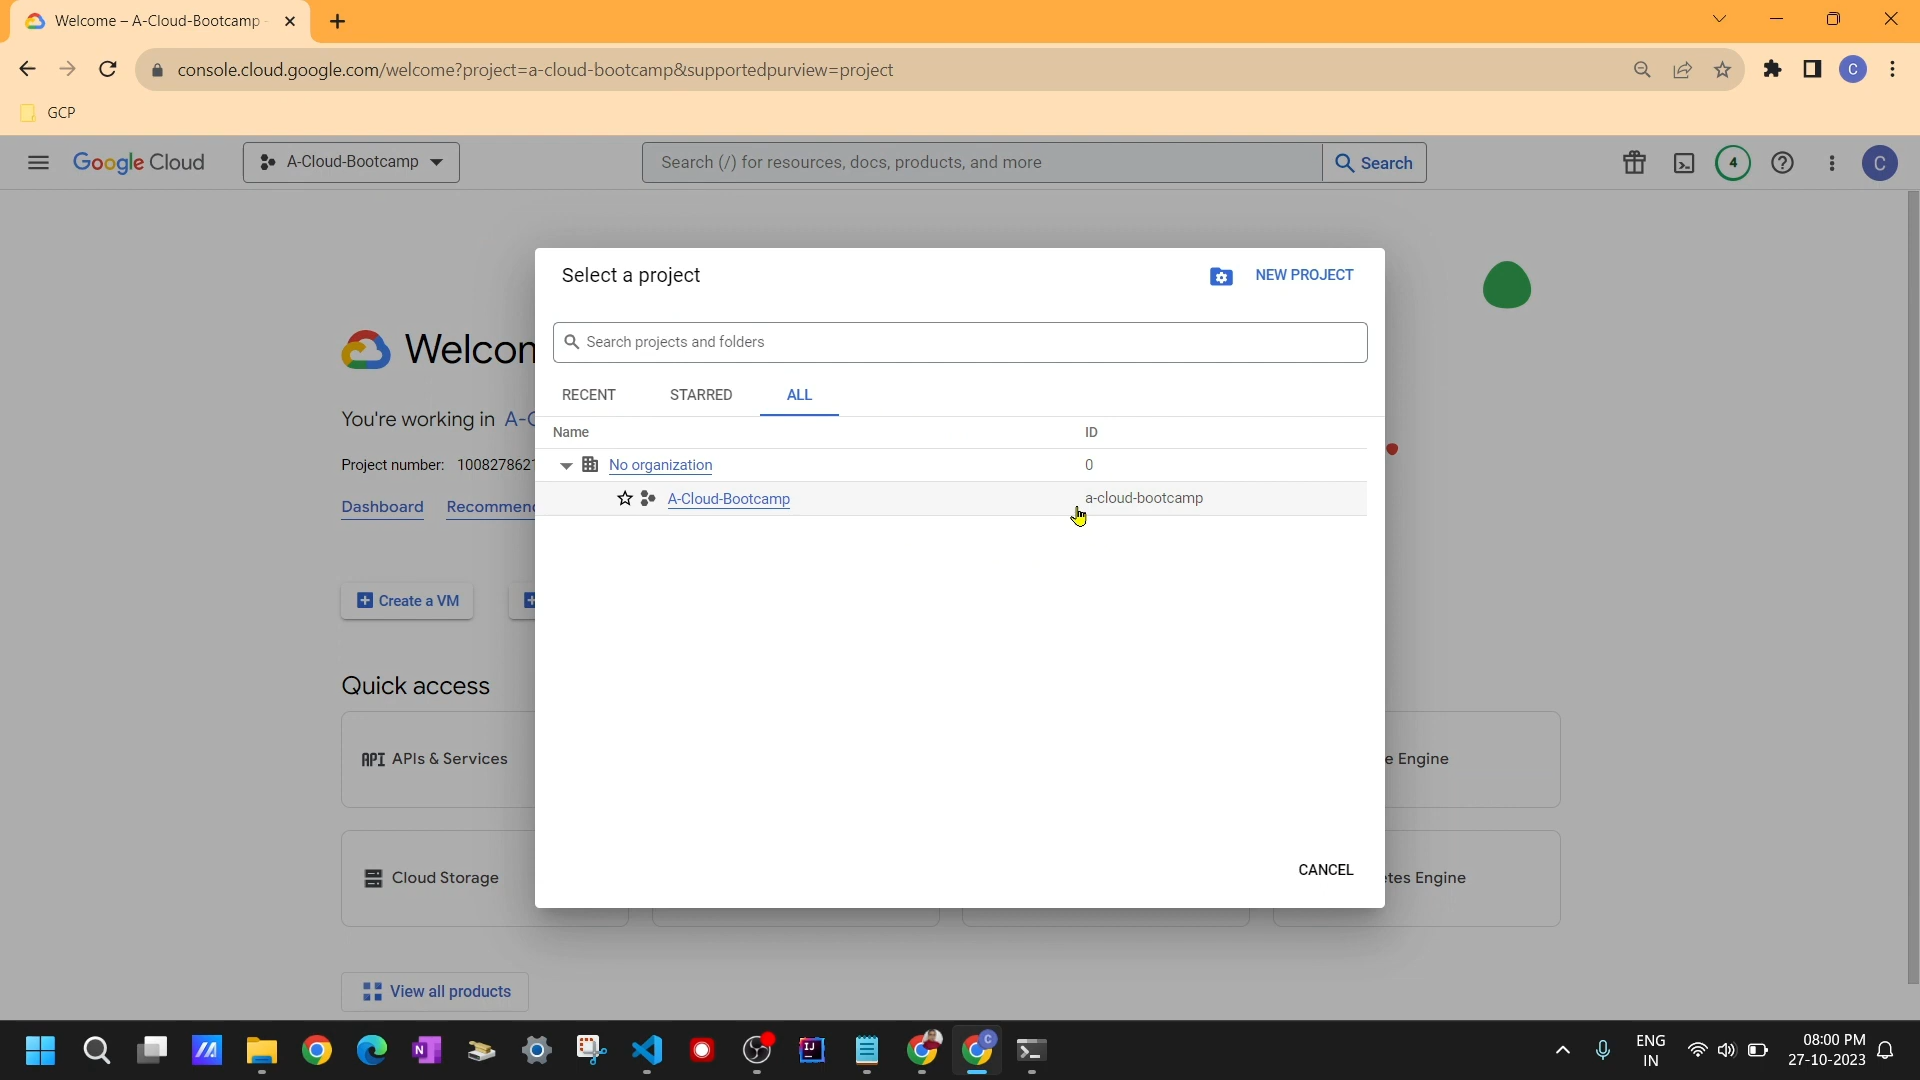 Welcome – A-Cloud-Bootcamp
console.cloud.google.com/welcome?project=a-cloud-bootcamp&supportedpurview=project
C
GCP
Google Cloud
A-Cloud-Bootcamp
Search (/) for resources, docs, products, and more
Search
4
C
Select a project
NEW PROJECT
Search projects and folders
RECENT
STARRED
ALL
Name
ID
No organization
0
A-Cloud-Bootcamp
a-cloud-bootcamp
CANCEL
Welcom
You're working in A-C
Project number: 1008278621
Dashboard
Recommen
Create a VM
Quick access
API APIs & Services
e Engine
Cloud Storage
etes Engine
View all products
ENG
IN
08:00 PM
27-10-2023